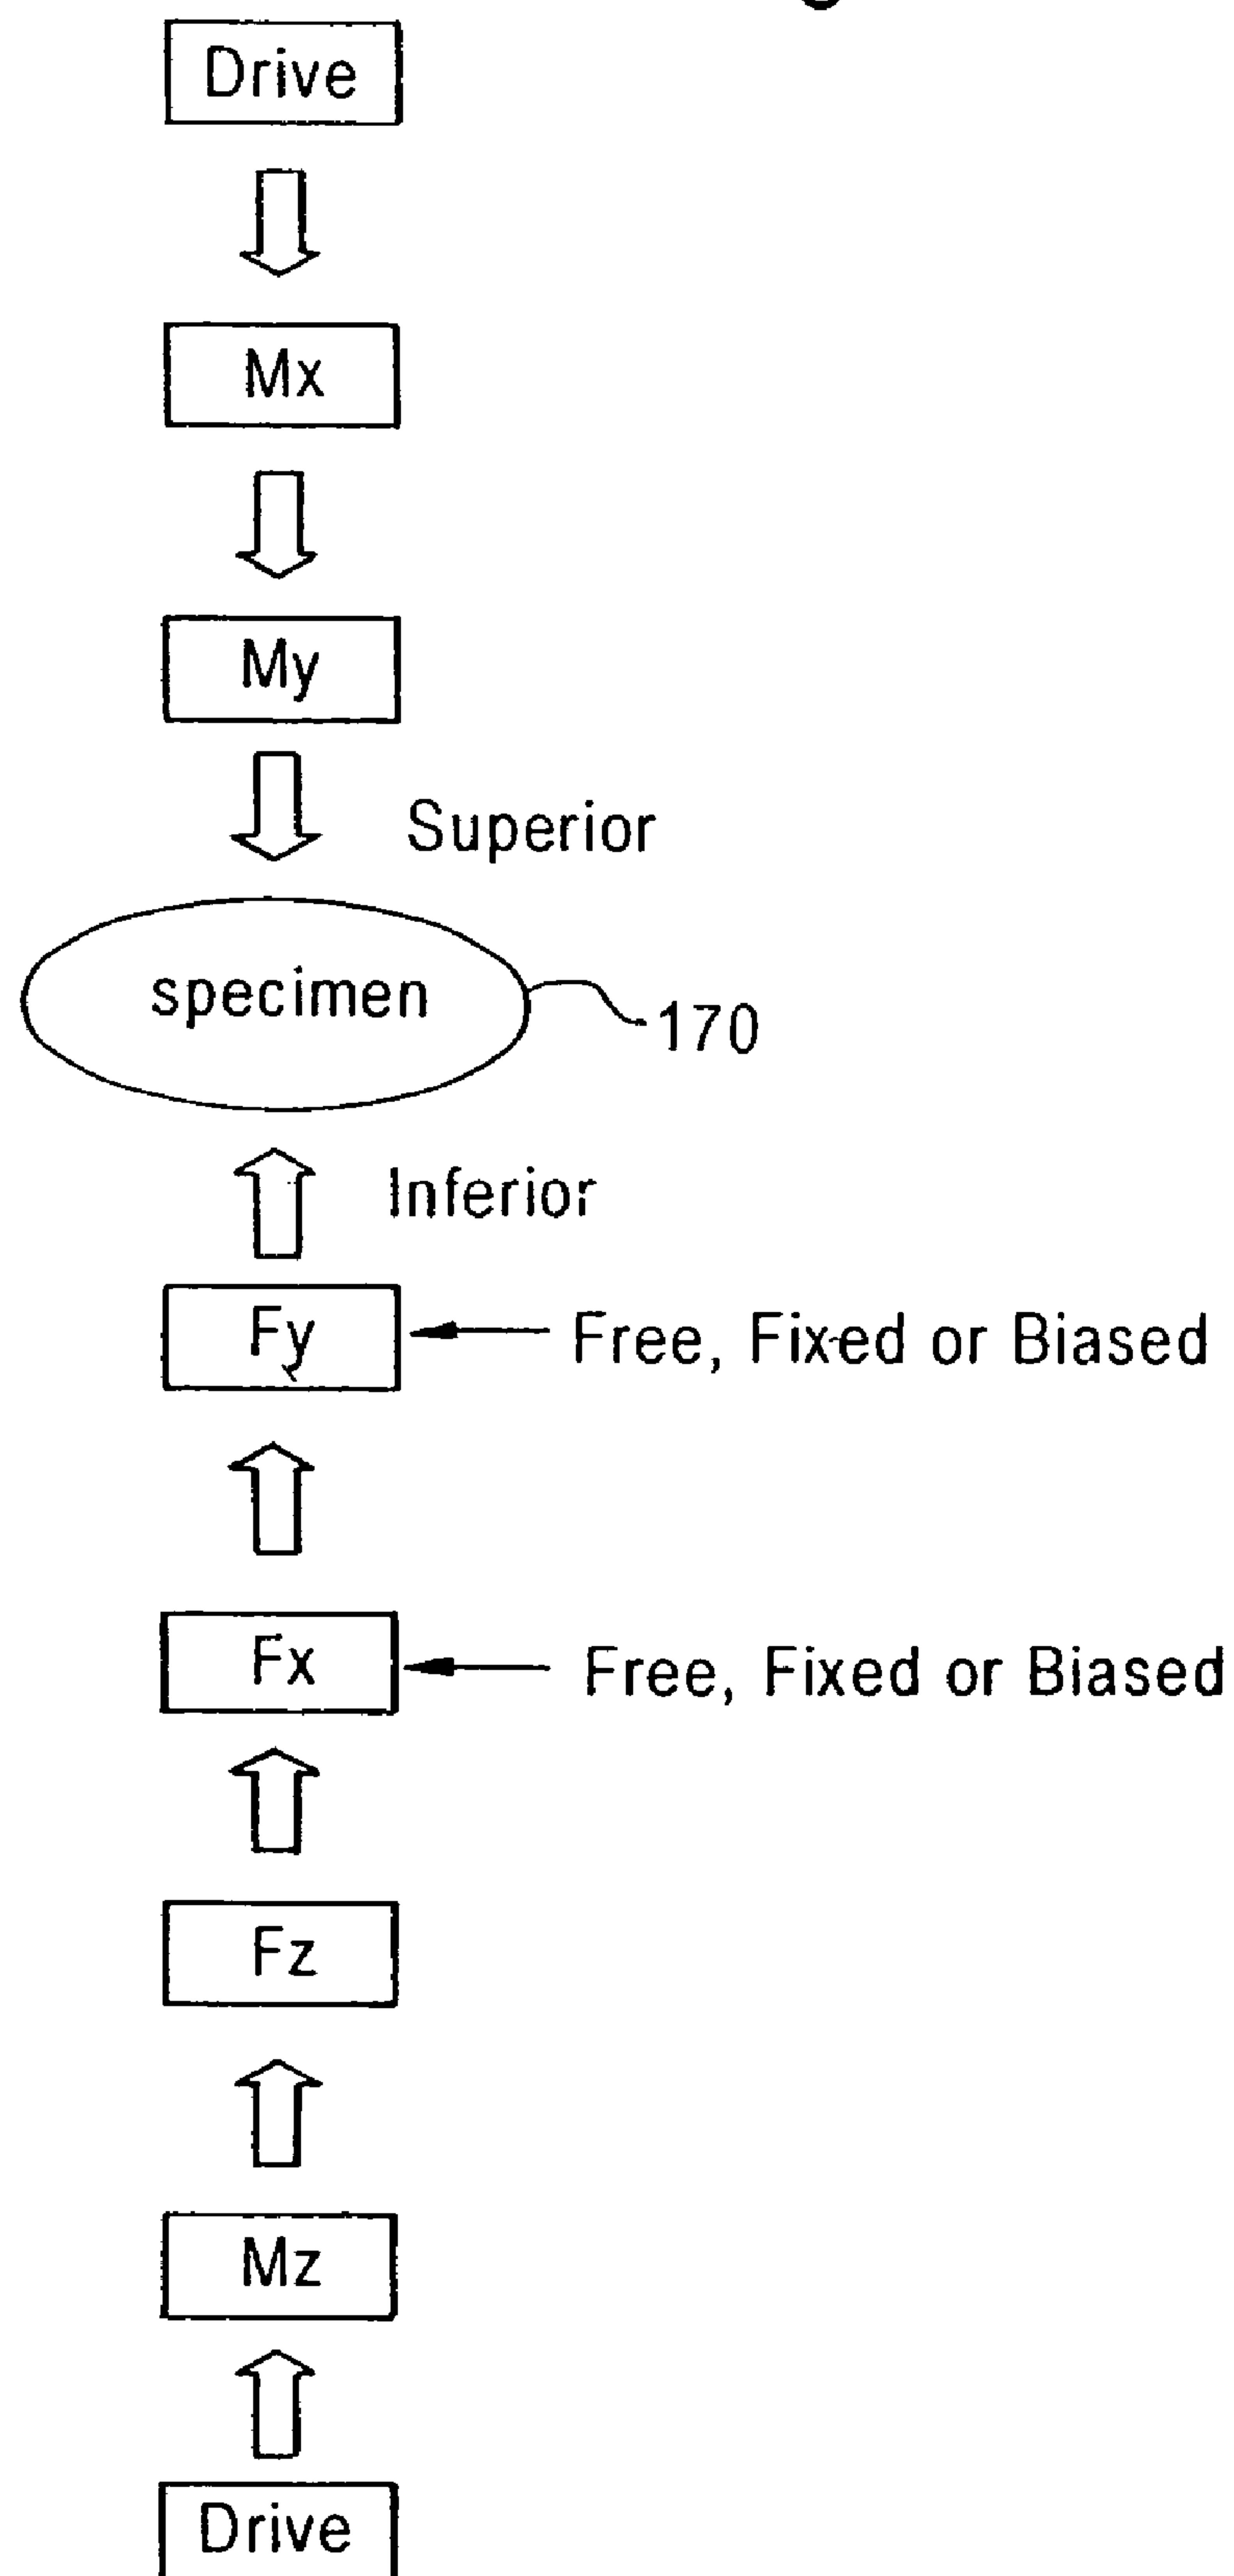 Drive
Mx
My
Superior
specimen
170
Inferior
Fy
Free, Fixed or Biased
Fx
Free, Fixed or Biased
Fz
Mz
Drive